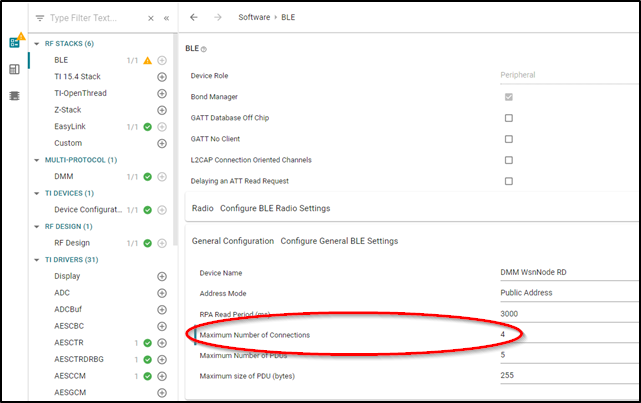 Type Filter Text...
Software > BLE
RF STACKS (6)
BLE 1/1
TI 15.4 Stack
TI-OpenThread
Z-Stack
EasyLink 1/1
Custom
MULTI-PROTOCOL (1)
DMM 1/1
TI DEVICES (1)
Device Configurat... 1/1
RF DESIGN (1)
RF Design 1/1
TI DRIVERS (31)
Display
ADC
ADCBuf
AESCBC
AESCTR 1
AESCTRDRBG 1
AESCCM 1
AESGCM
BLE
Device Role Peripheral
Bond Manager
GATT Database Off Chip
GATT No Client
L2CAP Connection Oriented Channels
Delaying an ATT Read Request
Radio Configure BLE Radio Settings
General Configuration Configure General BLE Settings
Device Name DMM WsnNode RD
Address Mode Public Address
RPA Read Period (ms) 3000
Maximum Number of Connections 4
Maximum Number of PDUs 5
Maximum size of PDU (bytes) 255